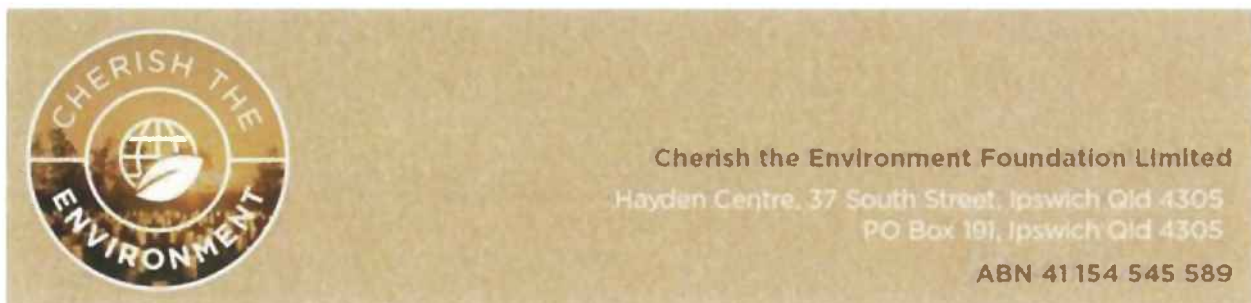 CHERISH THE
ENVIRONMENT
Cherish the Environment Foundation Limited
Hayden Centre, 37 South Street, Ipswich Qld 4305
PO Box 191, Ipswich Qld 4305
ABN 41 154 545 589